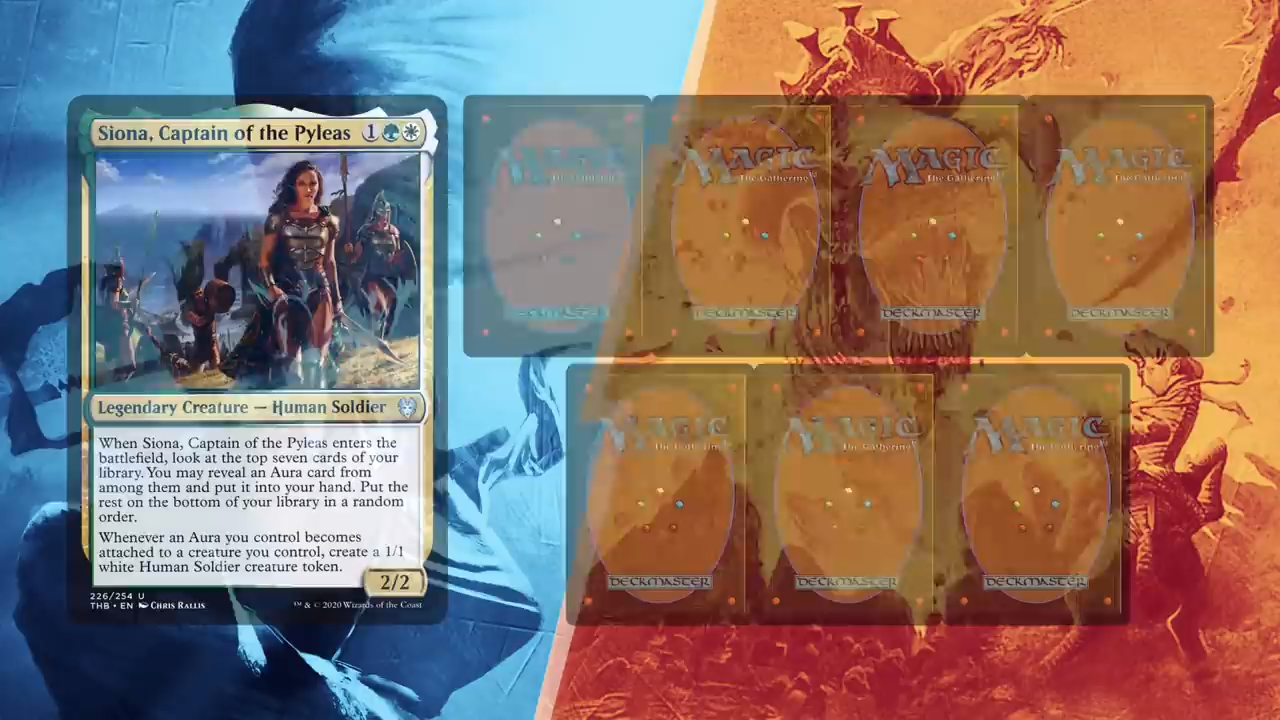 Siona, Captain of the Pyleas 1
Legendary Creature — Human Soldier
When Siona, Captain of the Pyleas enters the
battlefield, look at the top seven cards of your
library. You may reveal an Aura card from
among them and put it into your hand. Put the
rest on the bottom of your library in a random
order.
Whenever an Aura you control becomes
attached to a creature you control, create a 1/1
white Human Soldier creature token.
2/2
226/254 U
THB • EN Chris Rallis
™ & © 2020 Wizards of the Coast
Magic
The Gathering
Deckmaster
Magic
The Gathering
Deckmaster
Magic
The Gathering
Deckmaster
Magic
The Gathering
Deckmaster
Magic
The Gathering
Deckmaster
Magic
The Gathering
Deckmaster
Magic
The Gathering
Deckmaster